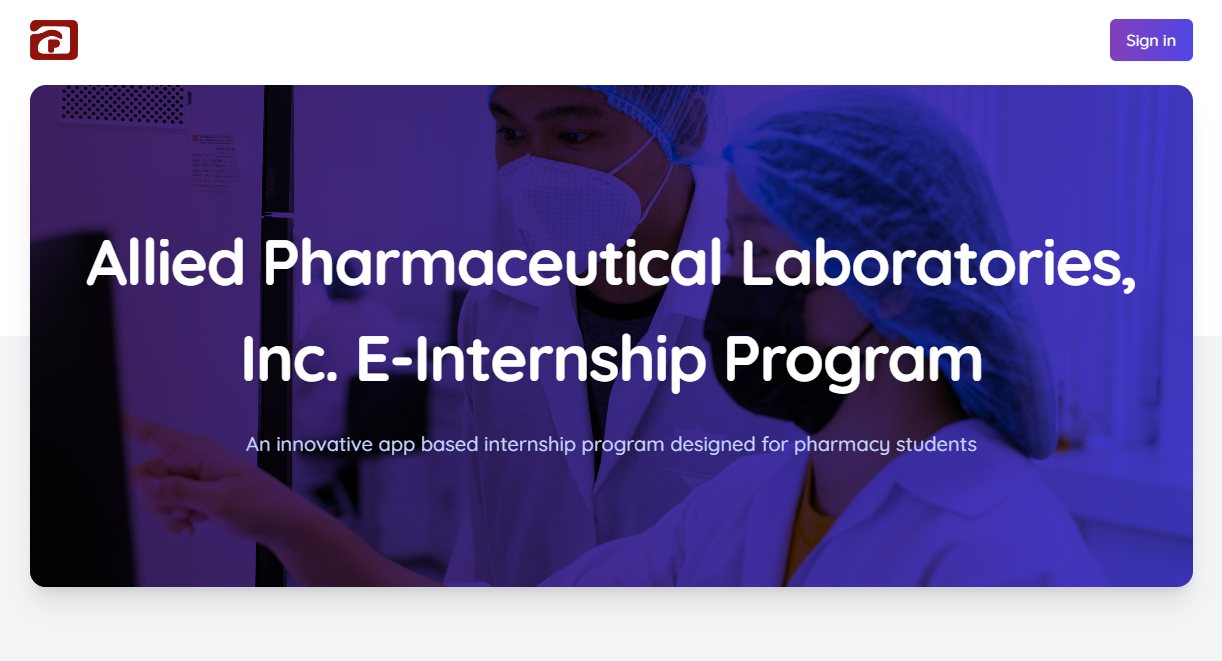 Sign in
Allied Pharmaceutical Laboratories,
Inc. E-Internship Program
An innovative app based internship program designed for pharmacy students